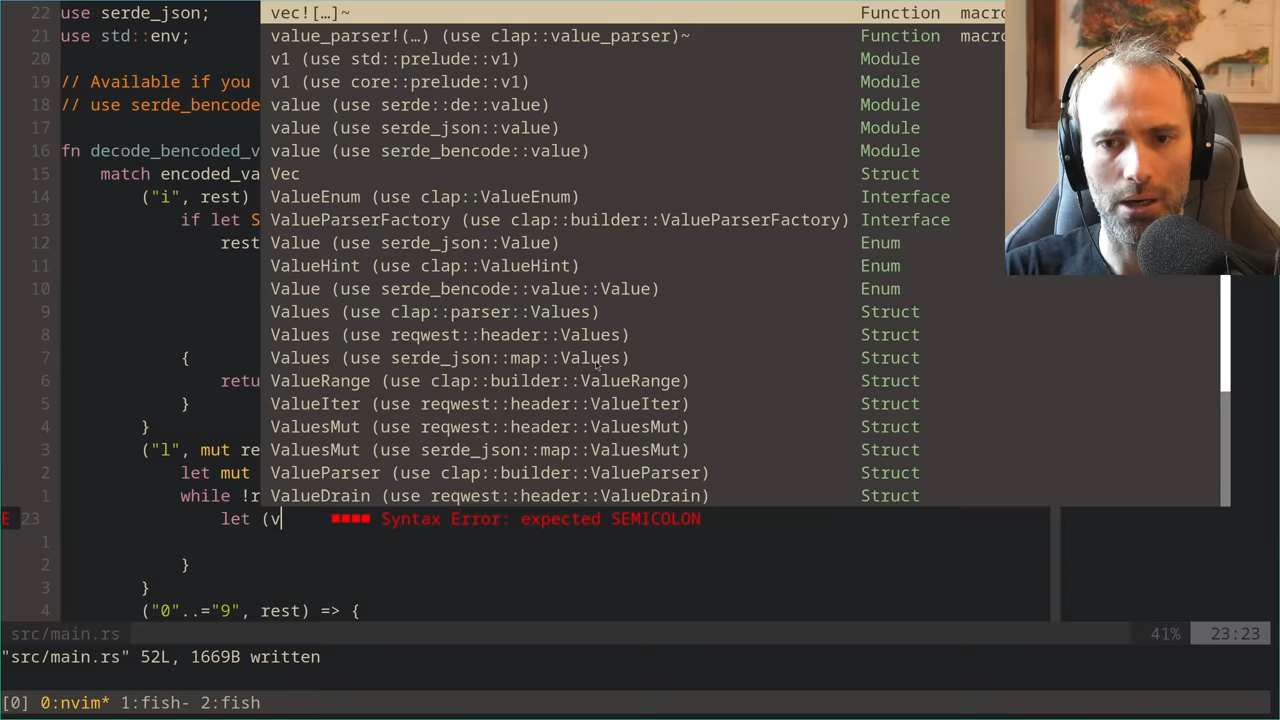 22 use serde_json; vec![…]~ Function macro
21 use std::env; value_parser!(…) (use clap::value_parser)~ Function macro
20 v1 (use std::prelude::v1) Module
19 // Available if you v1 (use core::prelude::v1) Module
18 // use serde_bencode value (use serde::de::value) Module
17 value (use serde_json::value) Module
16 fn decode_bencoded_v value (use serde_bencode::value) Module
15 match encoded_va Vec Struct
14 ("i", rest) ValueEnum (use clap::ValueEnum) Interface
13 if let S ValueParserFactory (use clap::builder::ValueParserFactory) Interface
12 rest Value (use serde_json::Value) Enum
11 ValueHint (use clap::ValueHint) Enum
10 Value (use serde_bencode::value::Value) Enum
9 Values (use clap::parser::Values) Struct
8 Values (use reqwest::header::Values) Struct
7 { Values (use serde_json::map::Values) Struct
6 retu ValueRange (use clap::builder::ValueRange) Struct
5 } ValueIter (use reqwest::header::ValueIter) Struct
4 } ValuesMut (use reqwest::header::ValuesMut) Struct
3 ("l", mut re ValuesMut (use serde_json::map::ValuesMut) Struct
2 let mut ValueParser (use clap::builder::ValueParser) Struct
1 while !r ValueDrain (use reqwest::header::ValueDrain) Struct
E 23 let (v ■■■■ Syntax Error: expected SEMICOLON
1
2 }
3 }
4 ("0"..="9", rest) => {
src/main.rs 41% 23:23
"src/main.rs" 52L, 1669B written
[0] 0:nvim* 1:fish- 2:fish